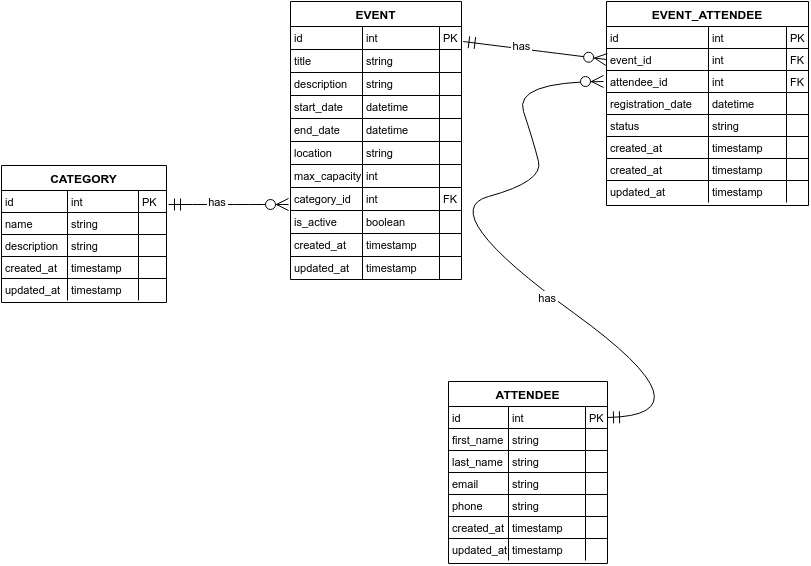 EVENT
id int PK
title string
description string
start_date datetime
end_date datetime
location string
max_capacity int
category_id int FK
is_active boolean
created_at timestamp
updated_at timestamp
has
EVENT_ATTENDEE
id int PK
event_id int FK
attendee_id int FK
registration_date datetime
status string
created_at timestamp
created_at timestamp
updated_at timestamp
CATEGORY
id int PK
name string
description string
created_at timestamp
updated_at timestamp
has
has
ATTENDEE
id int PK
first_name string
last_name string
email string
phone string
created_at timestamp
updated_at timestamp